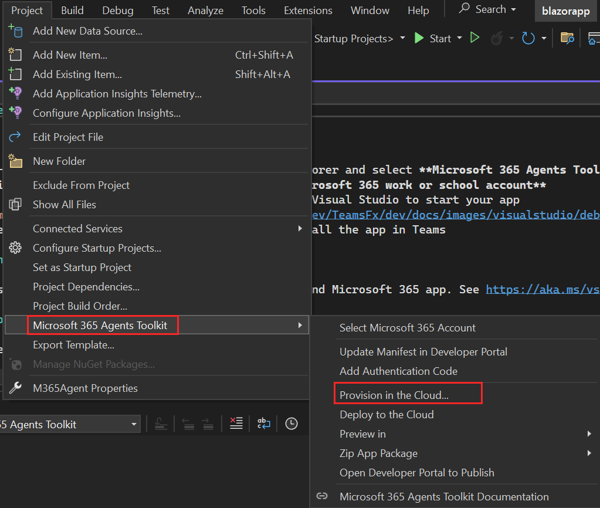 Project Build Debug Test Analyze Tools Extensions Window Help Search blazorapp
Add New Data Source...
Startup Projects> Start
Add New Item... Ctrl+Shift+A
Add Existing Item... Shift+Alt+A
Add Application Insights Telemetry...
Configure Application Insights...
Edit Project File
New Folder
orer and select **Microsoft 365 Agents Tool
Exclude From Project
rosoft 365 work or school account**
Show All Files
Visual Studio to start your app
ev/TeamsFx/dev/docs/images/visualstudio/deb
Connected Services
all the app in Teams
Configure Startup Projects...
Set as Startup Project
Project Dependencies...
nd Microsoft 365 app. See https://aka.ms/vs
Project Build Order...
Microsoft 365 Agents Toolkit
Select Microsoft 365 Account
Export Template...
Update Manifest in Developer Portal
Manage NuGet Packages...
Add Authentication Code
M365Agent Properties
Provision in the Cloud...
Deploy to the Cloud
65 Agents Toolkit
Preview in
Zip App Package
Open Developer Portal to Publish
Microsoft 365 Agents Toolkit Documentation